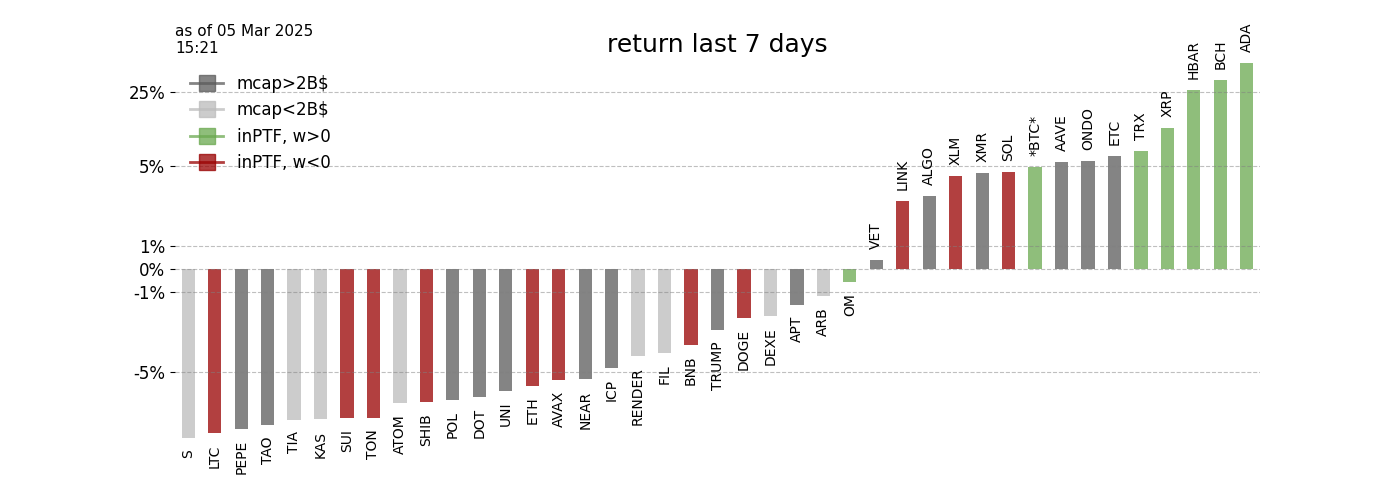 as of 05 Mar 2025
15:21
return last 7 days
mcap>2B$
mcap<2B$
inPTF, w>0
inPTF, w<0
25%
5%
1%
0%
-1%
-5%
S
LTC
PEPE
TAO
TIA
KAS
SUI
TON
ATOM
SHIB
POL
DOT
UNI
ETH
AVAX
NEAR
ICP
RENDER
FIL
BNB
TRUMP
DOGE
DEXE
APT
ARB
OM
VET
LINK
ALGO
XLM
XMR
SOL
*BTC*
AAVE
ONDO
ETC
TRX
XRP
HBAR
BCH
ADA